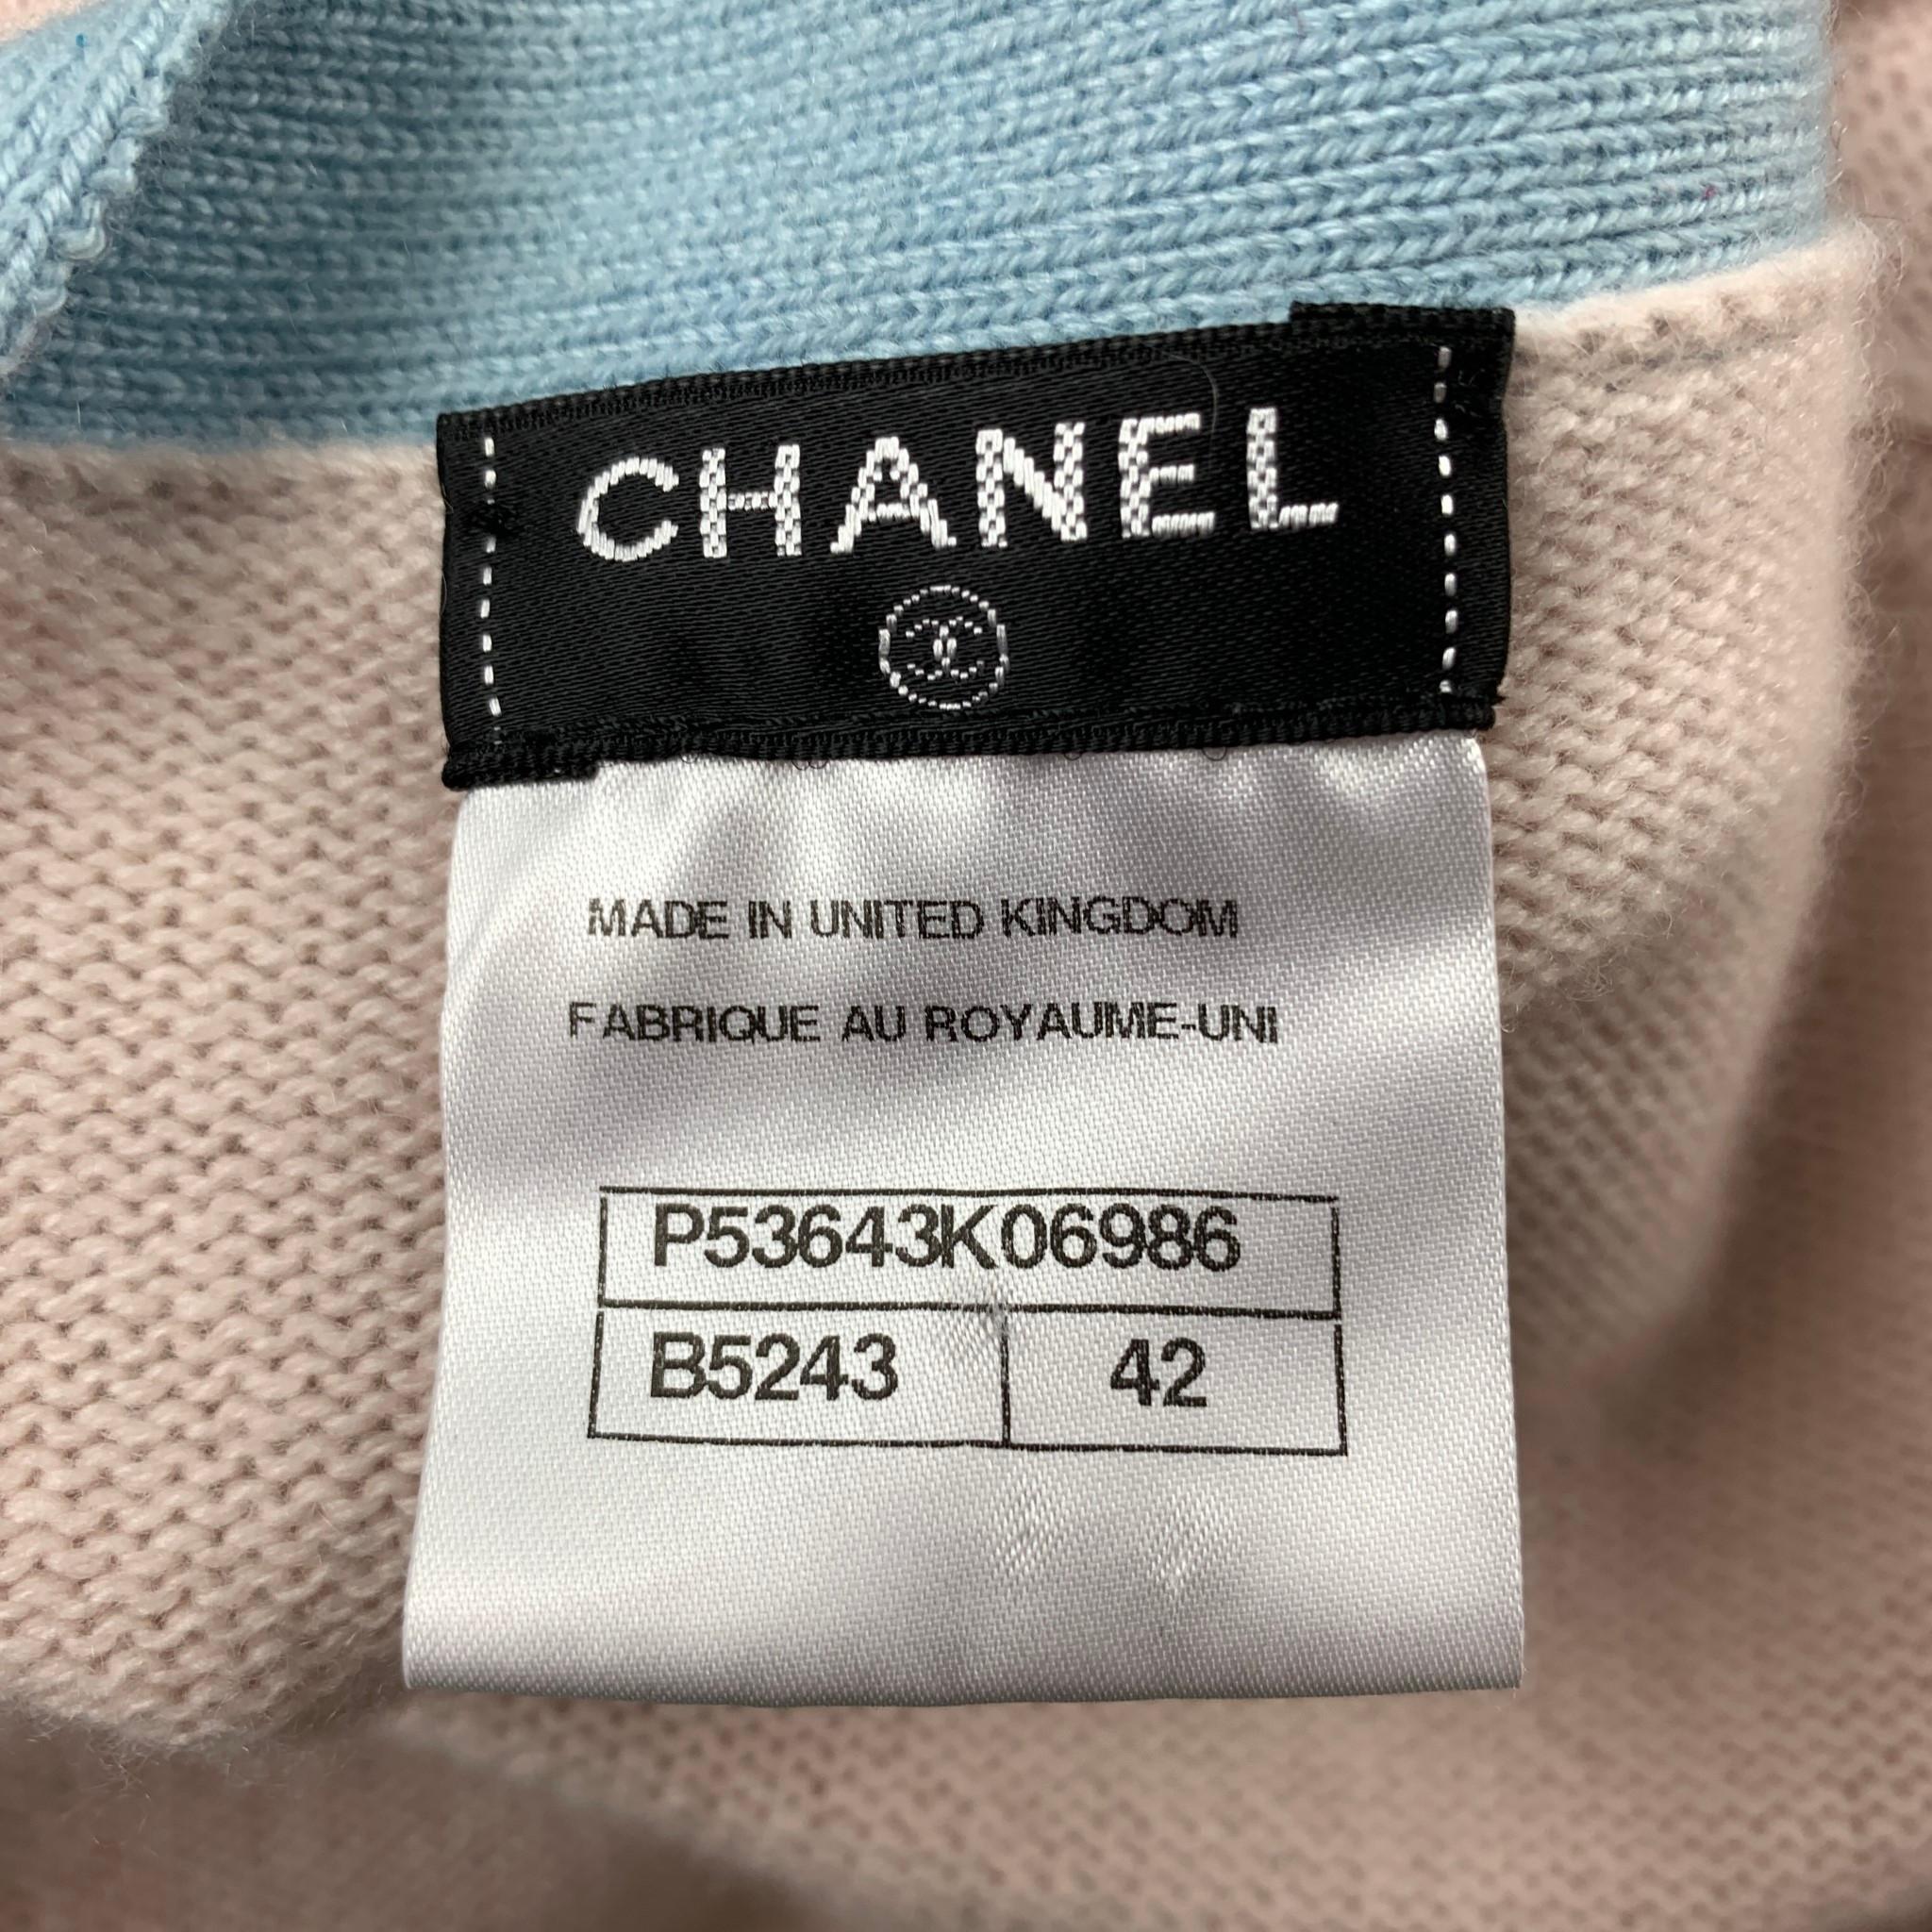 CHANEL
MADE IN UNITED KINGDOM
FABRIQUE AU ROYAUME-UNI
P53643K06986
B5243 42